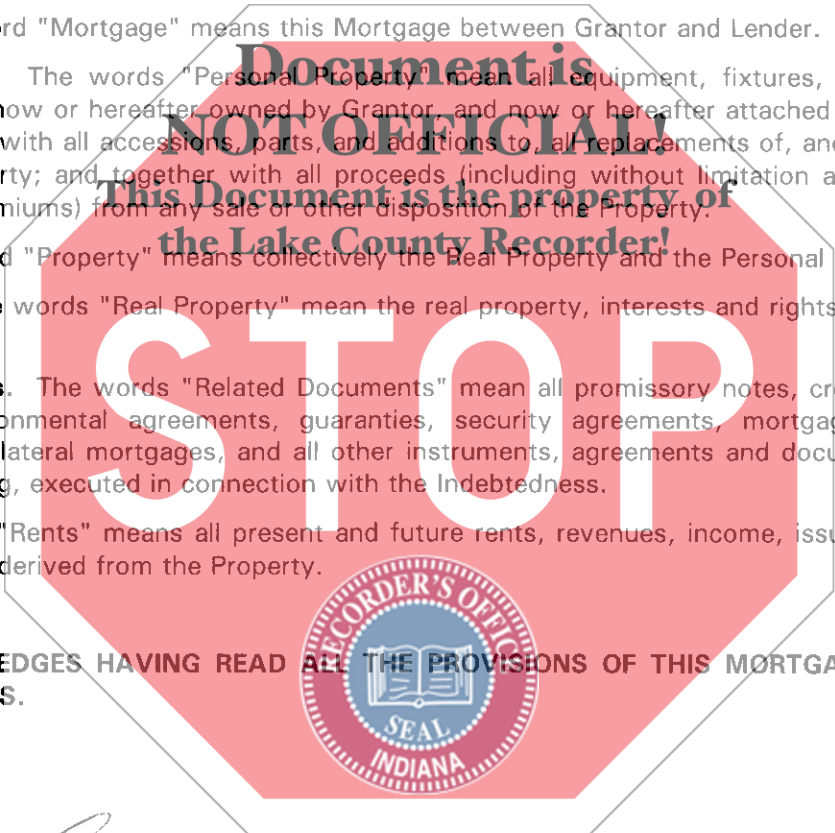 rd "Mortgage" means this Mortgage between Grantor and Lender.
Document is
The words "Personal Property" mean all equipment, fixtures,
now or hereafter owned by Grantor, and now or hereafter attached
NOT OFFICIAL!
with all accessions, parts, and additions to, all replacements of, and
rty; and together with all proceeds (including without limitation a
This Document is the property of
niums) from any sale or other disposition of the Property.
the Lake County Recorder!
d "Property" means collectively the Real Property and the Personal
words "Real Property" mean the real property, interests and rights
STOP
s. The words "Related Documents" mean all promissory notes, cre
onmental agreements, guaranties, security agreements, mortgag
lateral mortgages, and all other instruments, agreements and docu
g, executed in connection with the Indebtedness.
"Rents" means all present and future rents, revenues, income, issu
derived from the Property.
RECORDER'S OFFICE
EDGES HAVING READ ALL THE PROVISIONS OF THIS MORTGA
S.
SEAL
INDIANA